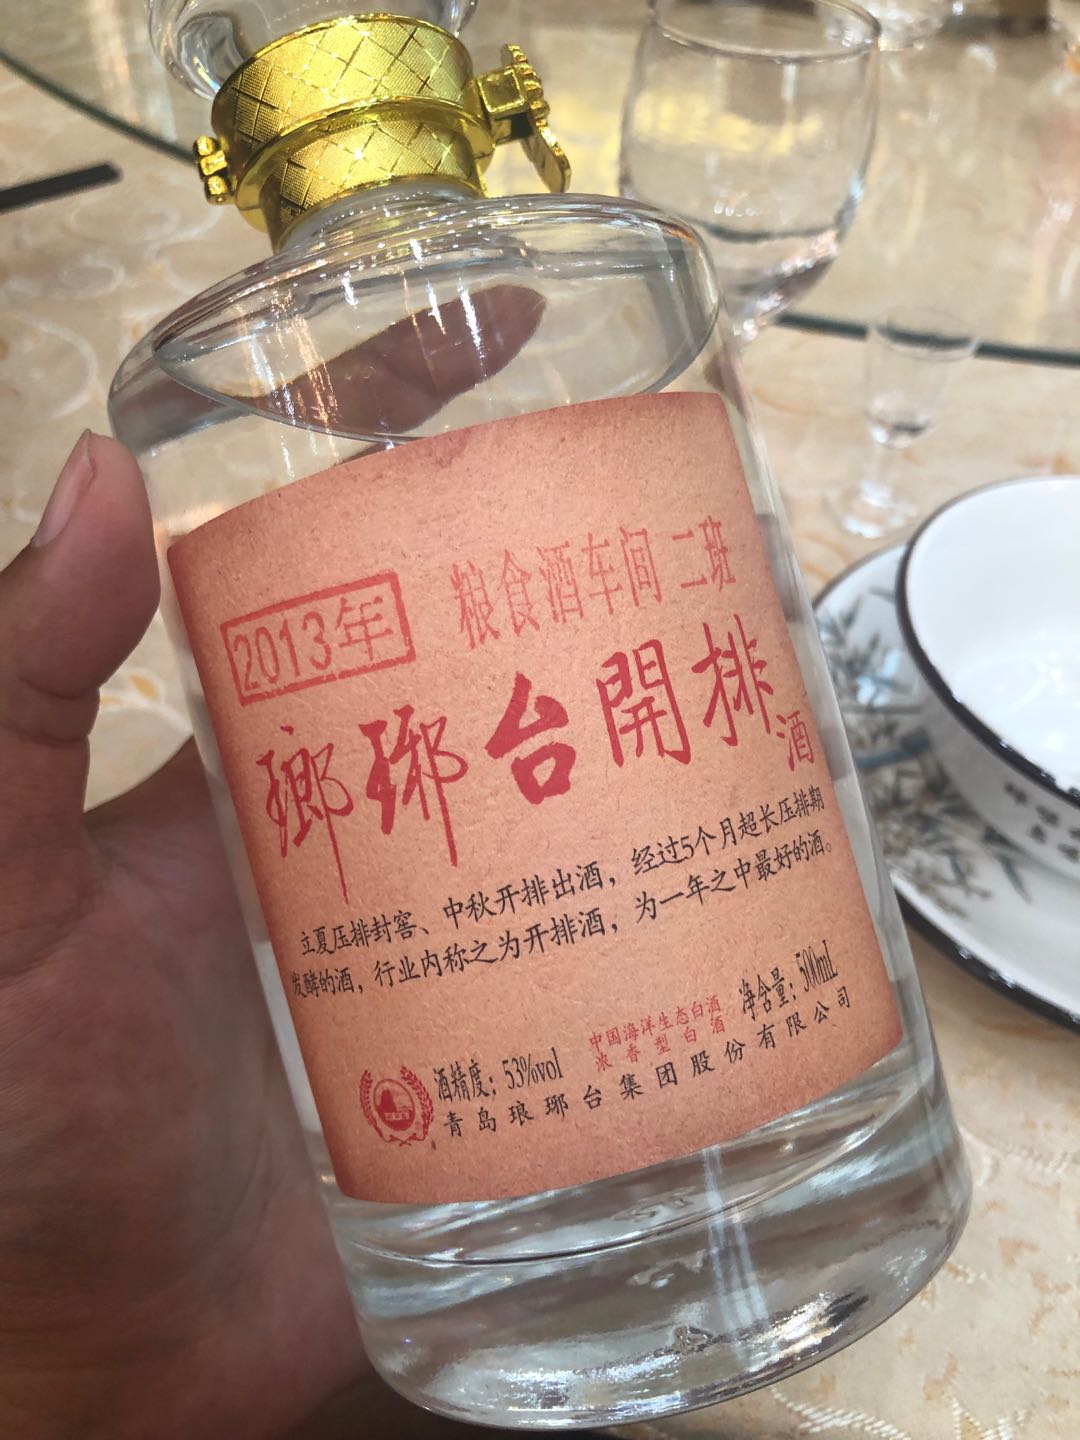 2013年
粮食酒车间 二班
瑯琊台開排酒
立夏压排封窖、中秋开排出酒，经过5个月超长压排期
发酵的酒，行业内称之为开排酒，为一年之中最好的酒。
酒精度：53%vol
中国海洋生态白酒
浓香型白酒
净含量：500mL
青岛琅琊台集团股份有限公司